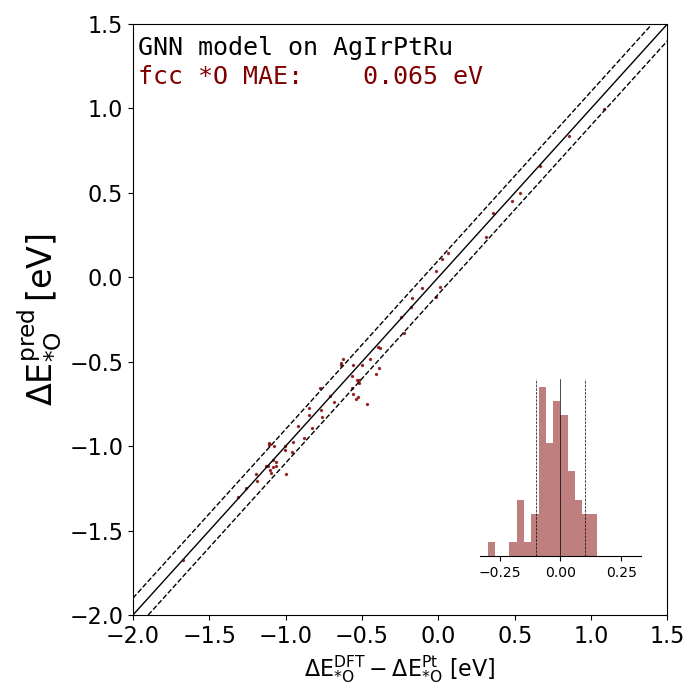 GNN model on AgIrPtRu
fcc *O MAE: 0.065 eV
1.5
1.0
0.5
0.0
−0.5
−1.0
−1.5
−2.0
ΔE*O^pred [eV]
−0.25 0.00 0.25
−2.0 −1.5 −1.0 −0.5 0.0 0.5 1.0 1.5
ΔE*O^DFT − ΔE*O^Pt [eV]